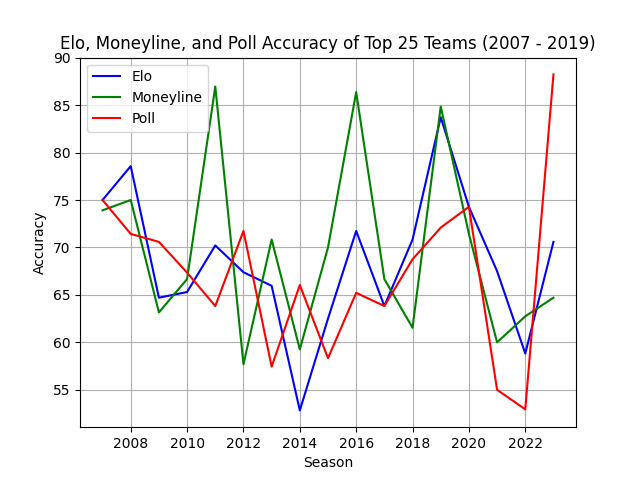 Elo, Moneyline, and Poll Accuracy of Top 25 Teams (2007 - 2019)
Elo
Moneyline
Poll
90
85
80
75
70
65
60
55
Accuracy
2008 2010 2012 2014 2016 2018 2020 2022
Season